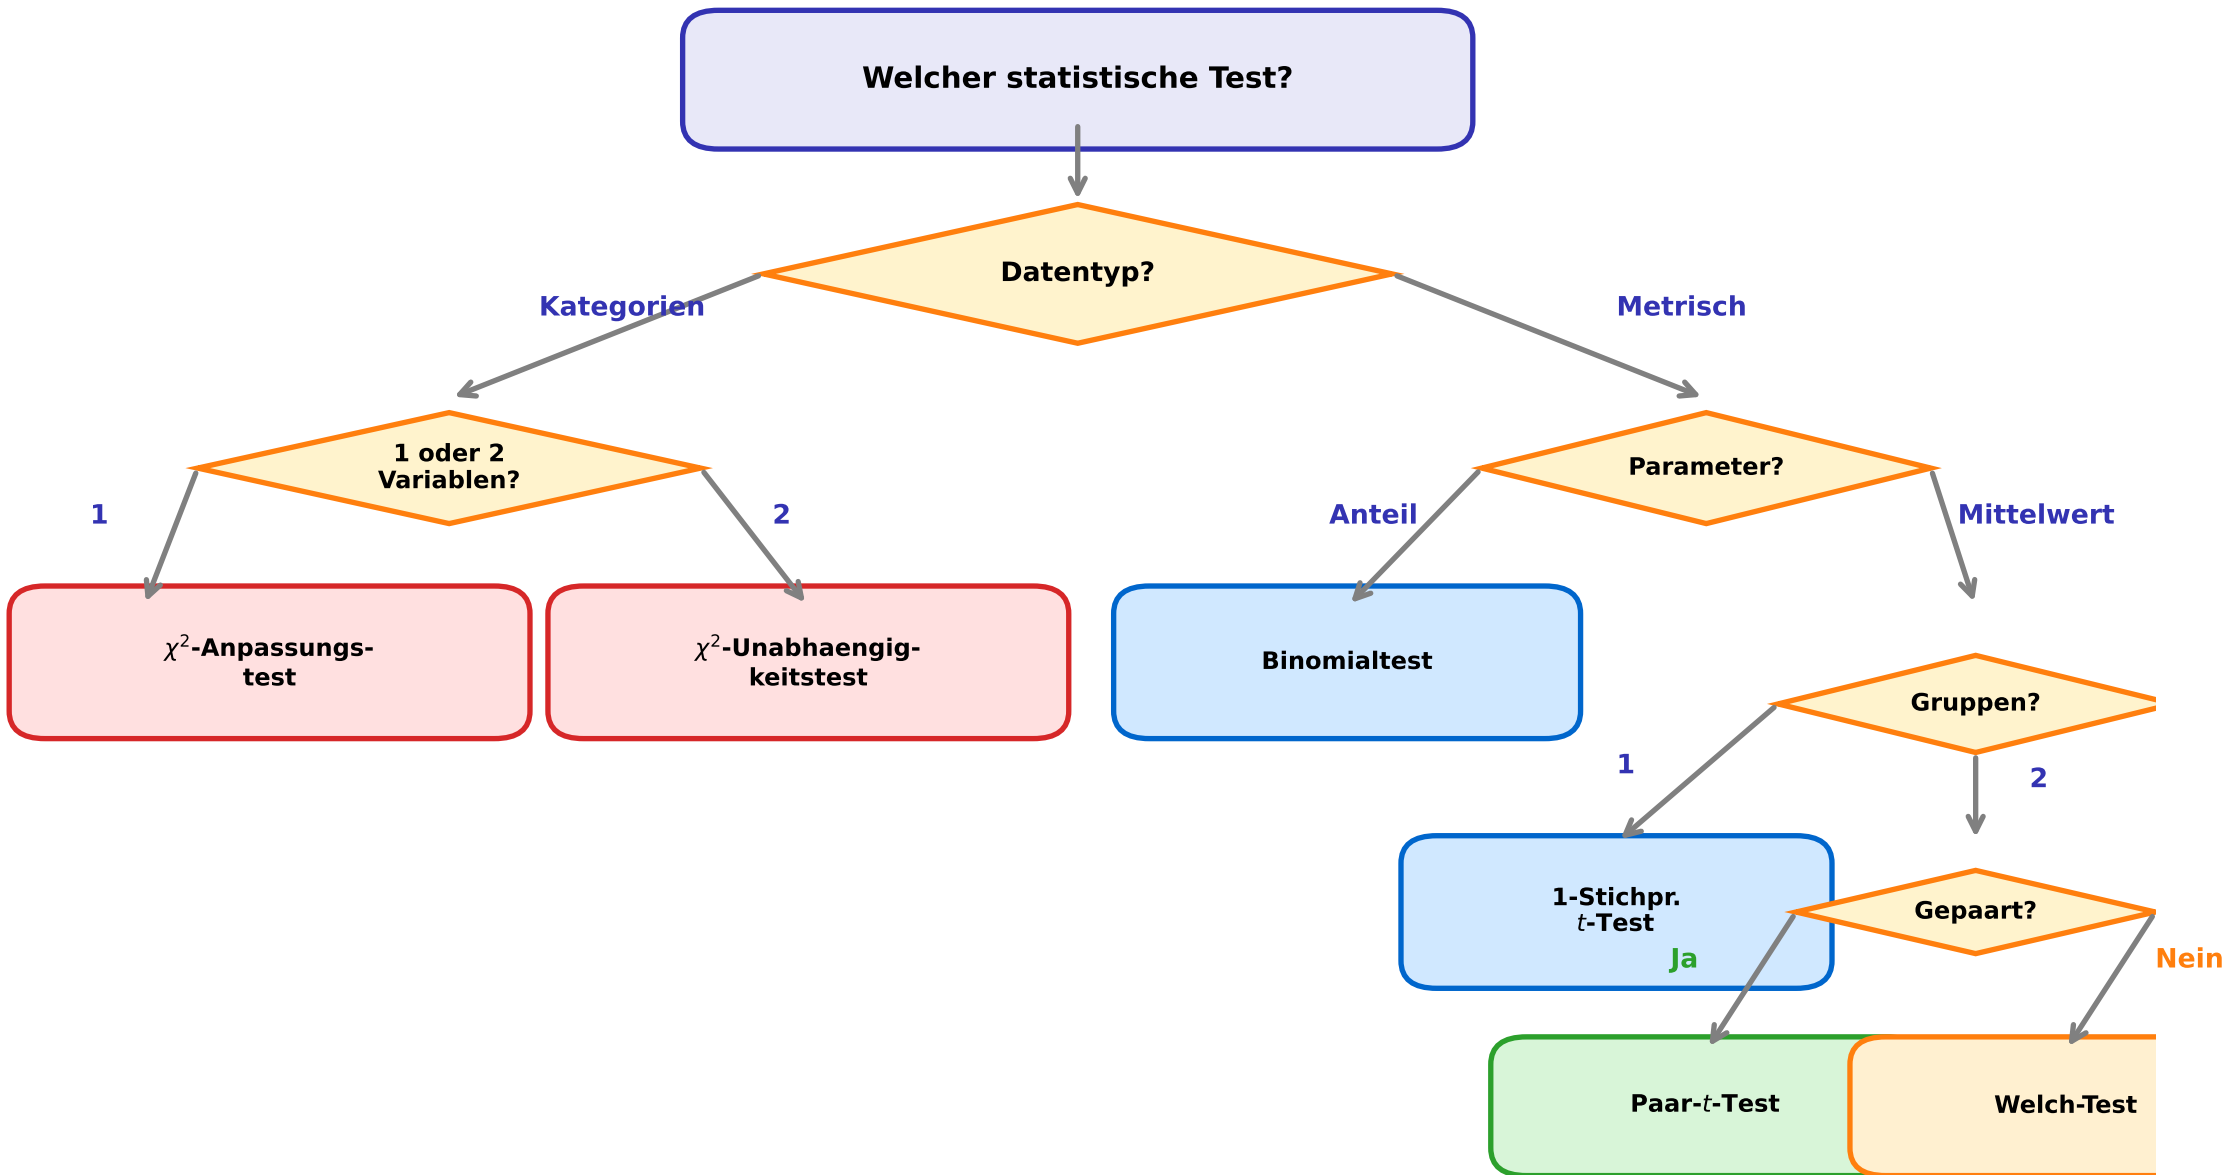 Welcher statistische Test?
Datentyp?
Kategorien
Metrisch
1 oder 2
Variablen?
Parameter?
1
2
Anteil
Mittelwert
χ²-Anpassungs-
test
χ²-Unabhaengig-
keitstest
Binomialtest
Gruppen?
1
2
1-Stichpr.
t-Test
Gepaart?
Ja
Nein
Paar-t-Test
Welch-Test